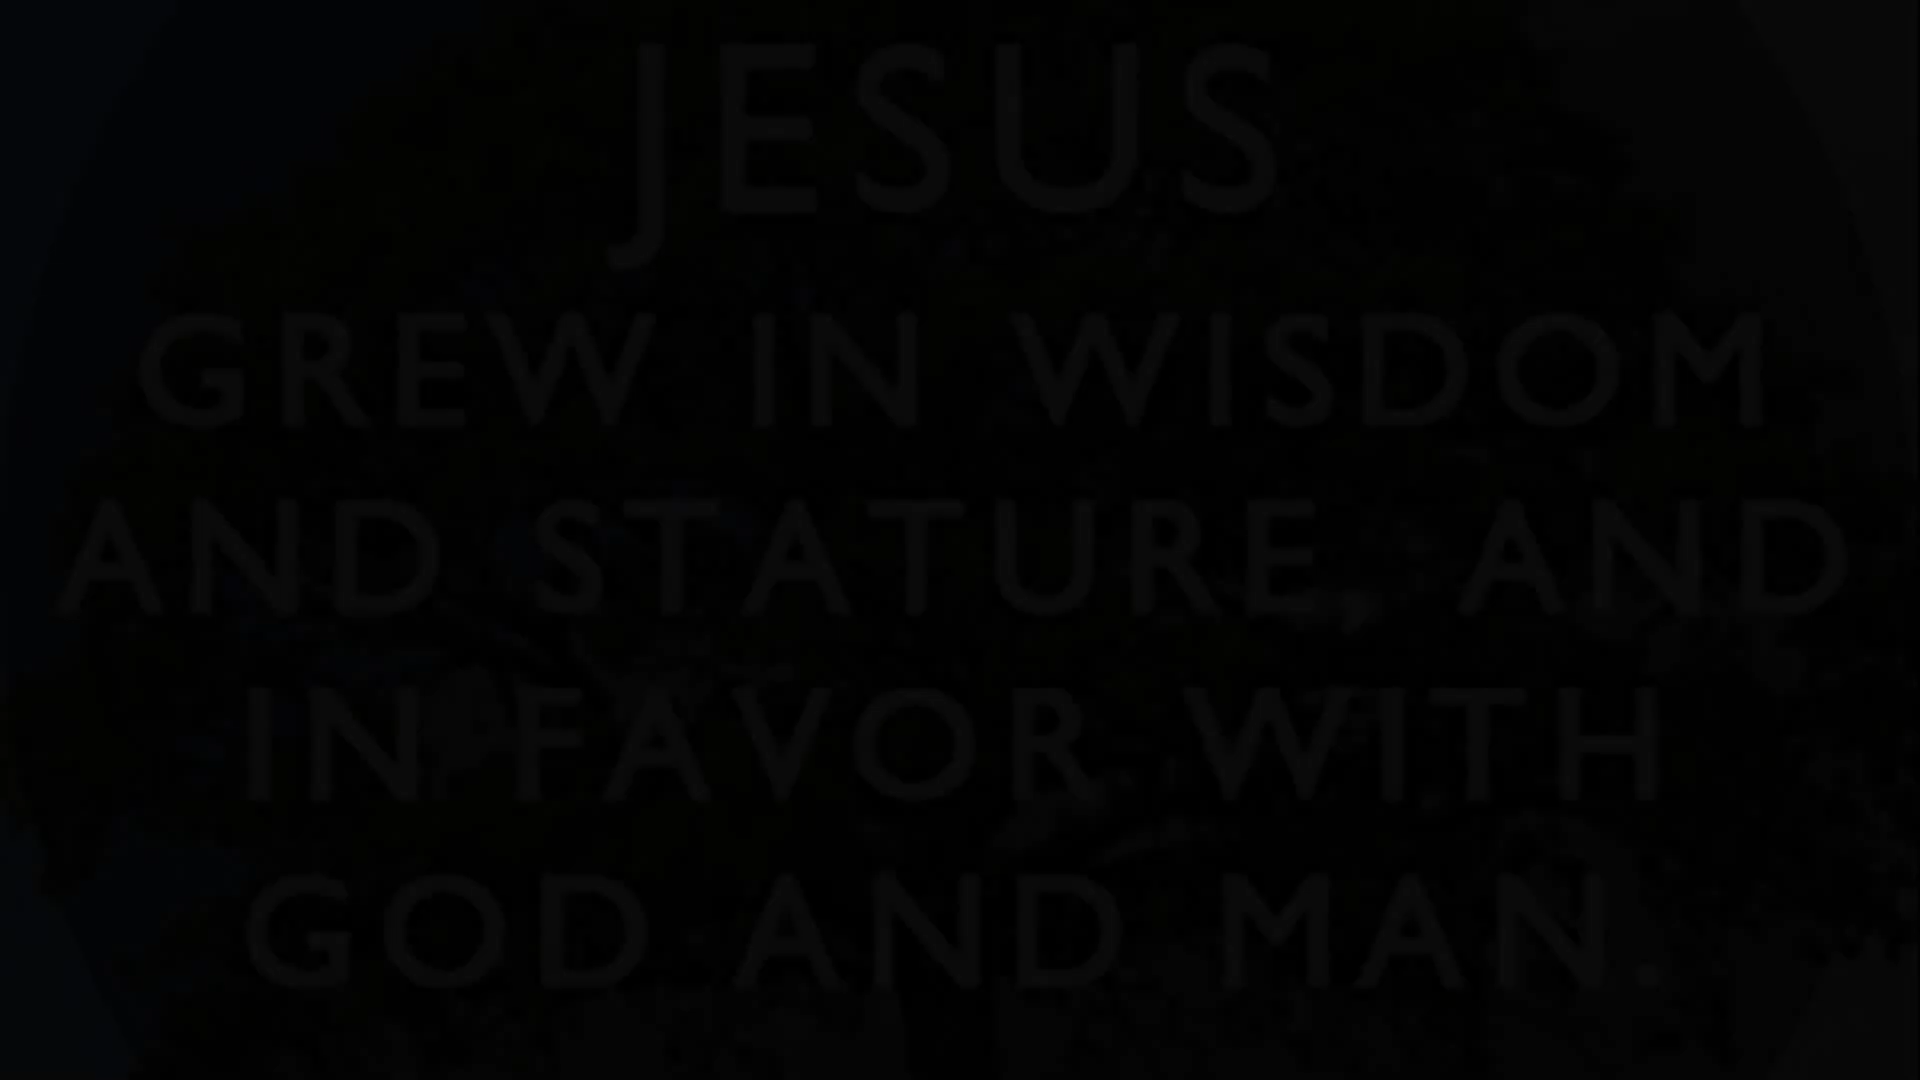 JESUS
GREW IN WISDOM
AND STATURE, AND
IN FAVOR WITH
GOD AND MAN.